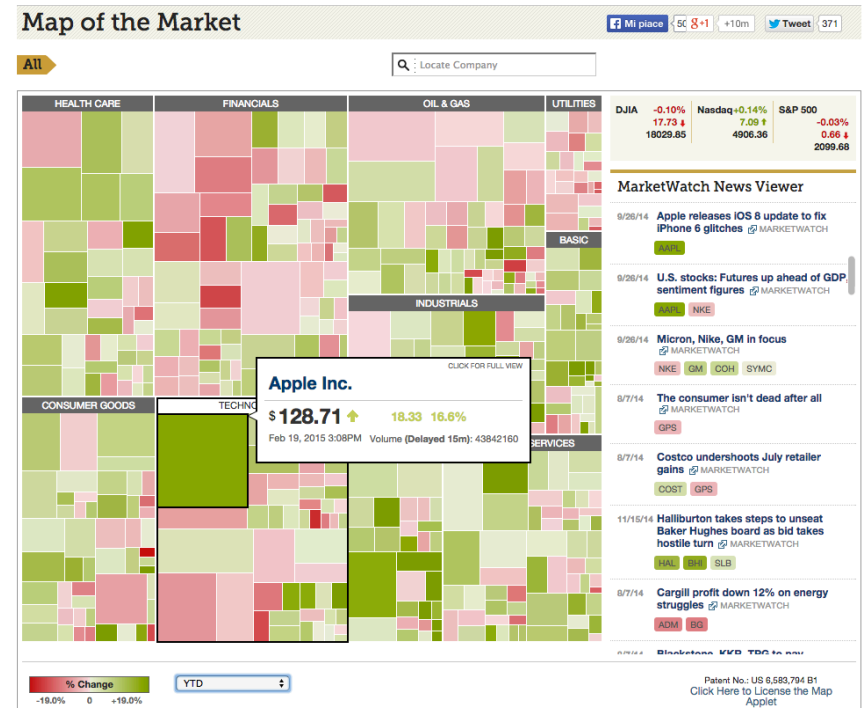 Map of the Market
Mi piace 50 g+1 +10m Tweet 371
All
Locate Company
HEALTH CARE FINANCIALS OIL & GAS UTILITIES
DJIA -0.10% Nasdaq +0.14% S&P 500
17.73 7.09 -0.03%
18029.85 4906.36 0.66
2099.68
MarketWatch News Viewer
9/26/14 Apple releases iOS 8 update to fix
iPhone 6 glitches MARKETWATCH
AAPL
BASIC
9/26/14 U.S. stocks: Futures up ahead of GDP,
sentiment figures MARKETWATCH
AAPL NKE
INDUSTRIALS
9/26/14 Micron, Nike, GM in focus
MARKETWATCH
NKE GM COH SYMC
CLICK FOR FULL VIEW
Apple Inc.
$ 128.71 18.33 16.6%
Feb 19, 2015 3:08PM Volume (Delayed 15m): 43842160
8/7/14 The consumer isn't dead after all
MARKETWATCH
GPS
CONSUMER GOODS TECHNO
SERVICES
8/7/14 Costco undershoots July retailer
gains MARKETWATCH
COST GPS
11/15/14 Halliburton takes steps to unseat
Baker Hughes board as bid takes
hostile turn MARKETWATCH
HAL BHI SLB
8/7/14 Cargill profit down 12% on energy
struggles MARKETWATCH
ADM BG
Blackstone, KKR, TPG to pay
% Change
-19.0% 0 +19.0%
YTD
Patent No.: US 6,583,794 B1
Click Here to License the Map
Applet